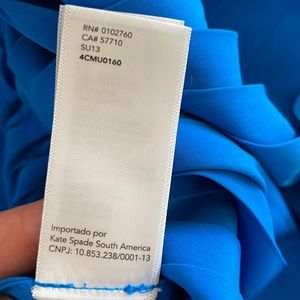 RN# 0102760
CA# 57710
SU13
4CMU0160
Importado por
Kate Spade South America
CNPJ: 10.853.238/0001-13